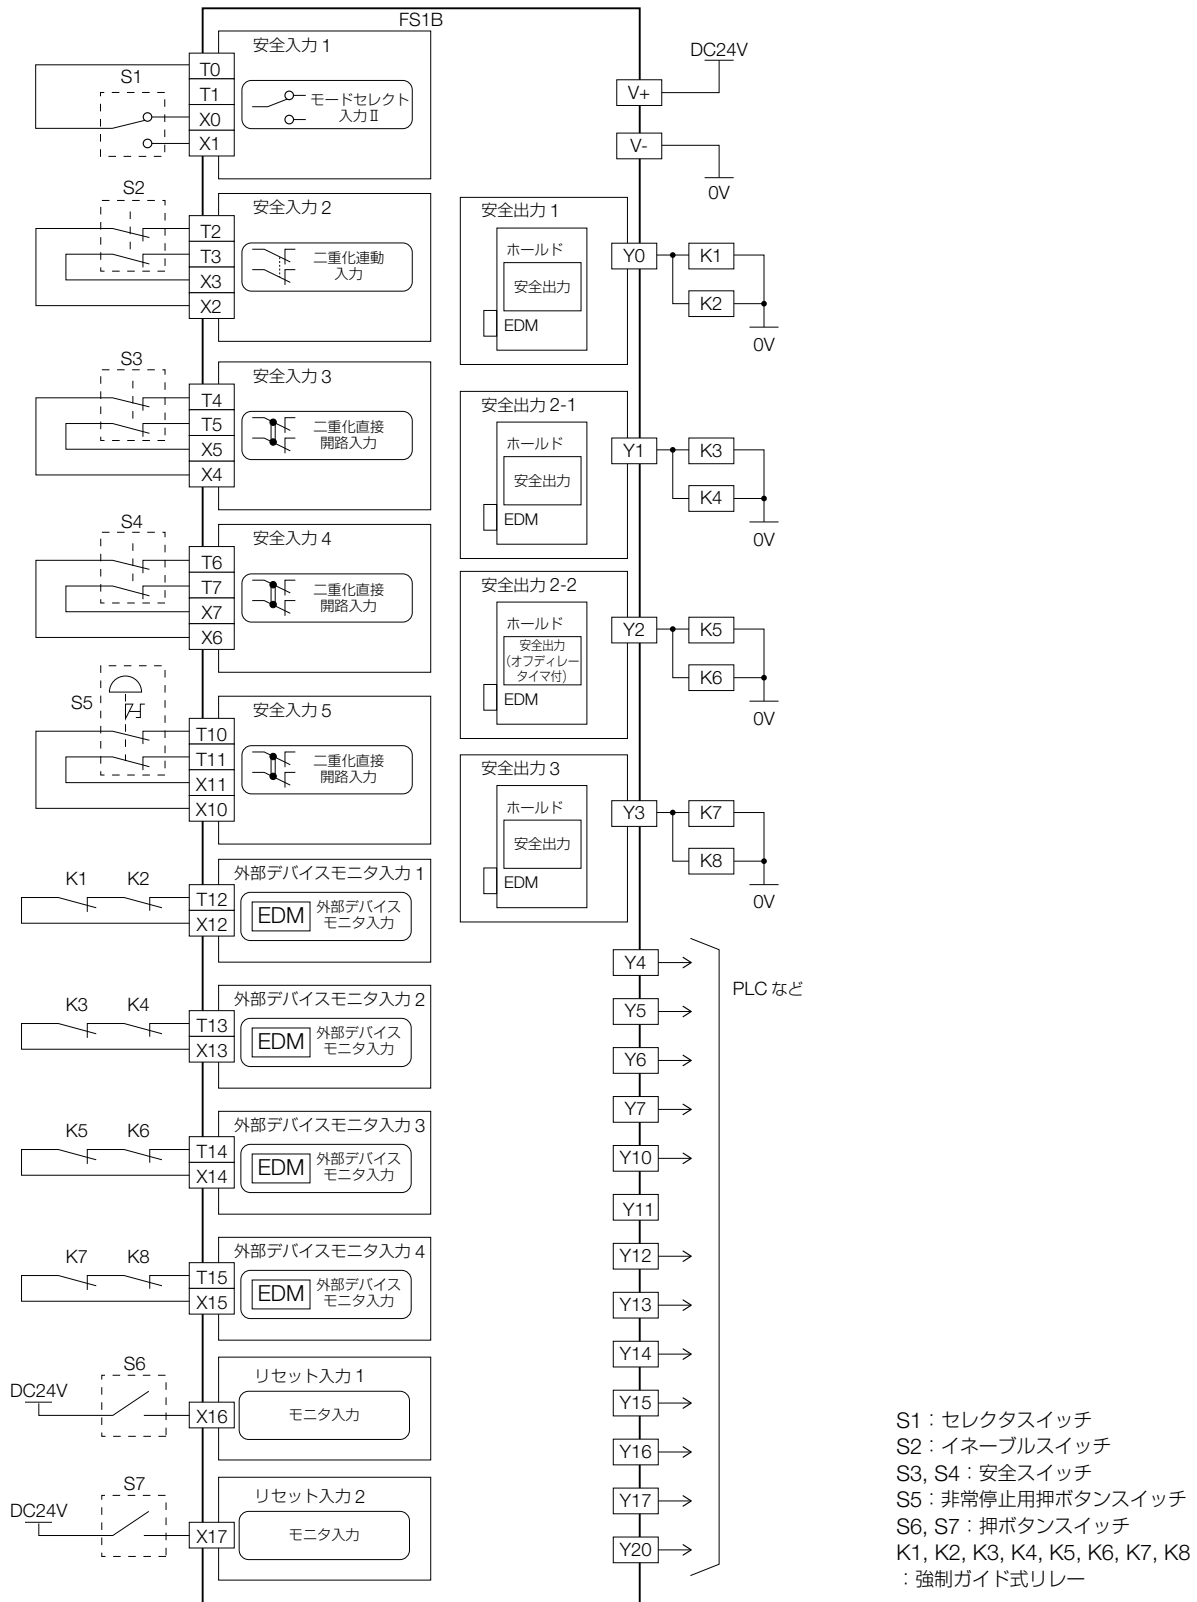 FS1B
安全入力 1
S1
T0
T1
X0
X1
モードセレクト
入力 II
S2
安全入力 2
T2
T3
X3
X2
二重化連動
入力
S3
安全入力 3
T4
T5
X5
X4
二重化直接
開路入力
S4
安全入力 4
T6
T7
X7
X6
二重化直接
開路入力
S5
安全入力 5
T10
T11
X11
X10
二重化直接
開路入力
K1
K2
外部デバイスモニタ入力 1
T12
X12
EDM
外部デバイス
モニタ入力
K3
K4
外部デバイスモニタ入力 2
T13
X13
EDM
外部デバイス
モニタ入力
K5
K6
外部デバイスモニタ入力 3
T14
X14
EDM
外部デバイス
モニタ入力
K7
K8
外部デバイスモニタ入力 4
T15
X15
EDM
外部デバイス
モニタ入力
S6
リセット入力 1
DC24V
X16
モニタ入力
S7
リセット入力 2
DC24V
X17
モニタ入力
DC24V
V+
V-
0V
安全出力 1
ホールド
安全出力
EDM
Y0
K1
K2
0V
安全出力 2-1
ホールド
安全出力
EDM
Y1
K3
K4
0V
安全出力 2-2
ホールド
安全出力
(オフディレー
タイマ付)
EDM
Y2
K5
K6
0V
安全出力 3
ホールド
安全出力
EDM
Y3
K7
K8
0V
Y4
PLC など
Y5
Y6
Y7
Y10
Y11
Y12
Y13
Y14
Y15
Y16
Y17
Y20
S1：セレクタスイッチ
S2：イネーブルスイッチ
S3, S4：安全スイッチ
S5：非常停止用押ボタンスイッチ
S6, S7：押ボタンスイッチ
K1, K2, K3, K4, K5, K6, K7, K8
：強制ガイド式リレー